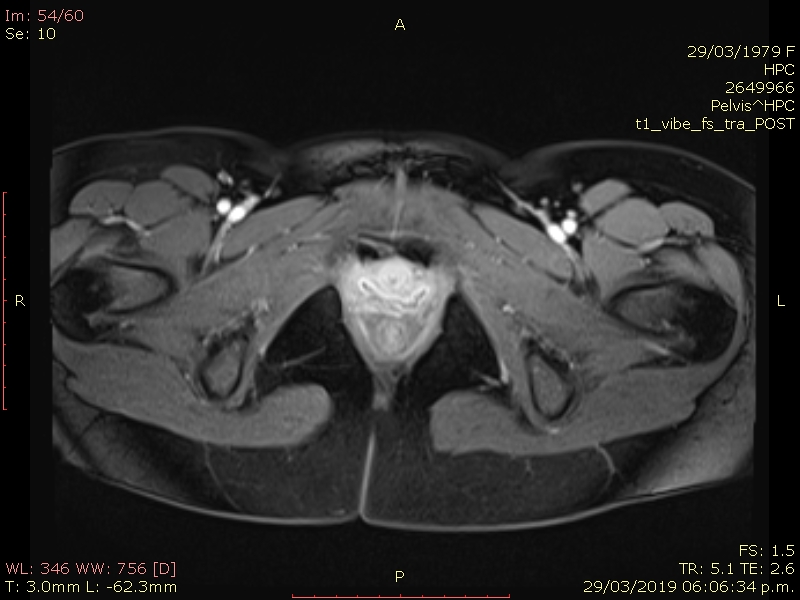 Im: 54/60
Se: 10
A
29/03/1979 F
HPC
2649966
Pelvis^HPC
t1_vibe_fs_tra_POST
R
L
WL: 346 WW: 756 [D]
T: 3.0mm L: -62.3mm
P
FS: 1.5
TR: 5.1 TE: 2.6
29/03/2019 06:06:34 p.m.